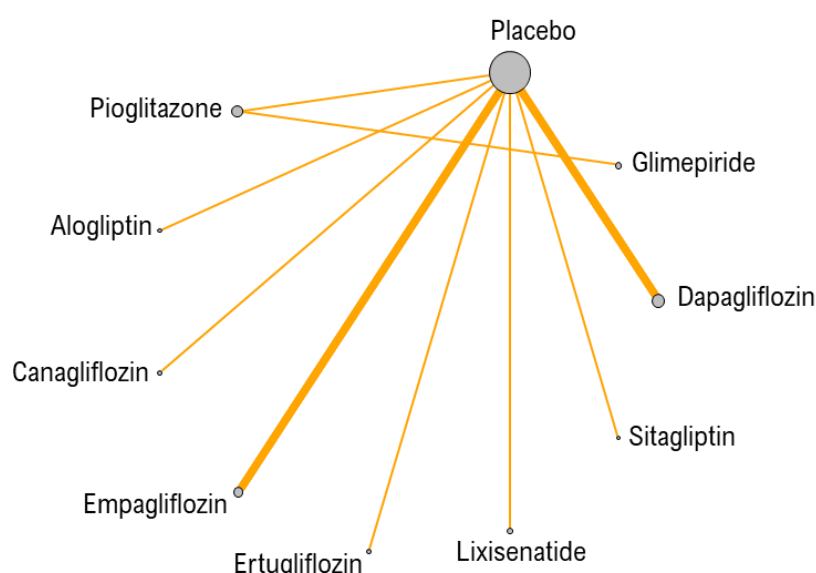 Placebo
Pioglitazone
Glimepiride
Alogliptin
Dapagliflozin
Canagliflozin
Sitagliptin
Empagliflozin
Lixisenatide
Ertugliflozin